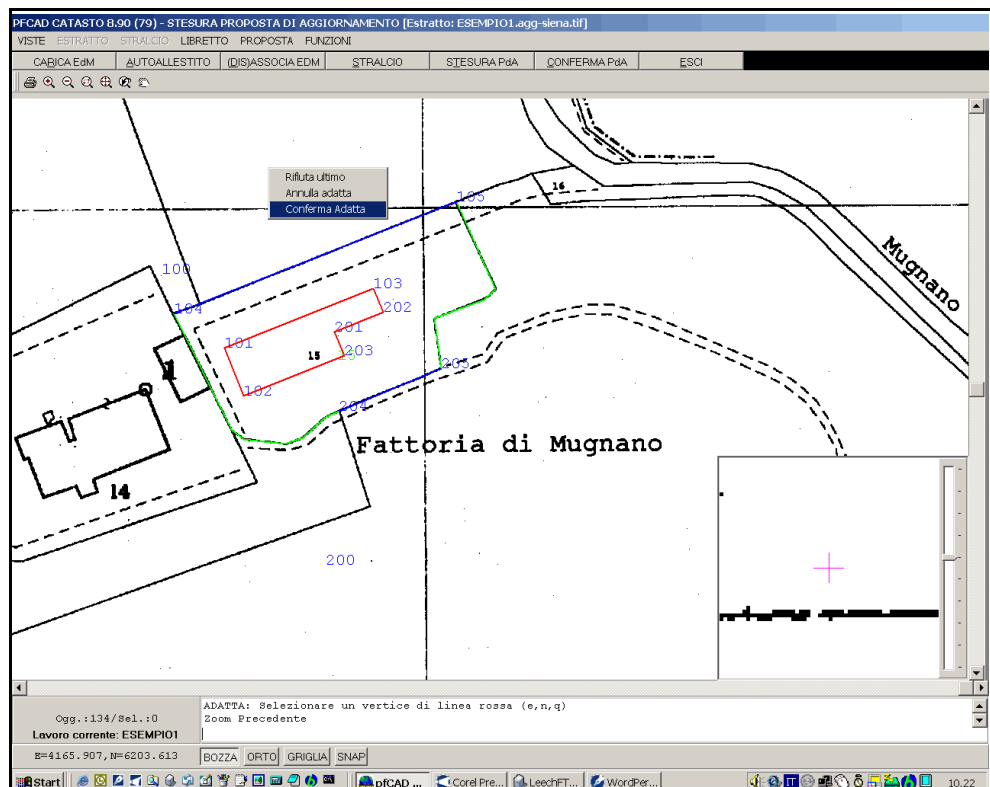 PFCAD CATASTO 8.90 (79) - STESURA PROPOSTA DI AGGIORNAMENTO [Estratto: ESEMPIO1.agg-siena.tif]
VISTE ESTRATTO STRALCIO LIBRETTO PROPOSTA FUNZIONI
CARICA EdM AUTOALLESTITO (DIS)ASSOCIA EDM STRALCIO STESURA PdA CONFERMA PdA ESCI
Rifiuta ultimo
Annulla adatta
Conferma Adatta
16
105
Mugnano
100
103
104
202
201
101
15
203
205
102
204
Fattoria di Mugnano
14
200
ADATTA: Selezionare un vertice di linea rossa (e,n,q)
Zoom Precedente
Ogg.:134/Sel.:0
Lavoro corrente: ESEMPIO1
E=4165.907,N=6203.613 BOZZA ORTO GRIGLIA SNAP
Start pfCAD ... Corel Pre... LeechFT... WordPer... 10.22